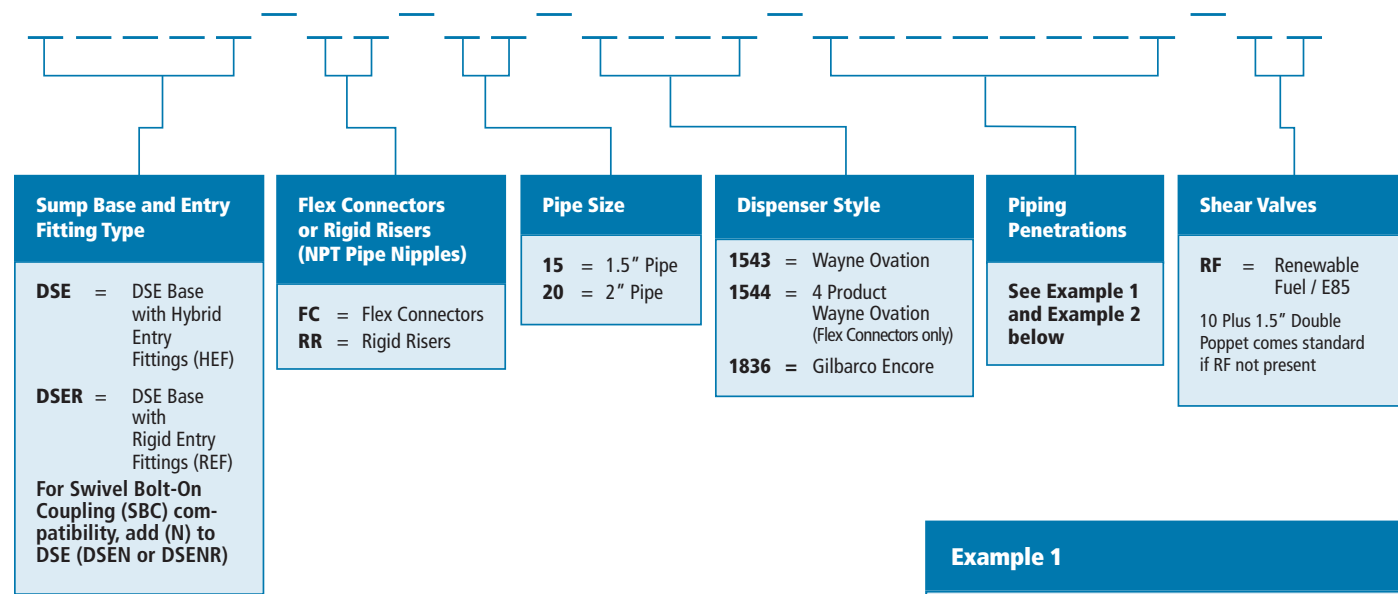 Sump Base and Entry
Fitting Type
DSE = DSE Base
with Hybrid
Entry
Fittings (HEF)
DSER = DSE Base
with
Rigid Entry
Fittings (REF)
For Swivel Bolt-On
Coupling (SBC) com-
patibility, add (N) to
DSE (DSEN or DSENR)
Flex Connectors
or Rigid Risers
(NPT Pipe Nipples)
FC = Flex Connectors
RR = Rigid Risers
Pipe Size
15 = 1.5” Pipe
20 = 2” Pipe
Dispenser Style
1543 = Wayne Ovation
1544 = 4 Product
Wayne Ovation
(Flex Connectors only)
1836 = Gilbarco Encore
Piping
Penetrations
See Example 1
and Example 2
below
Shear Valves
RF = Renewable
Fuel / E85
10 Plus 1.5” Double
Poppet comes standard
if RF not present
Example 1